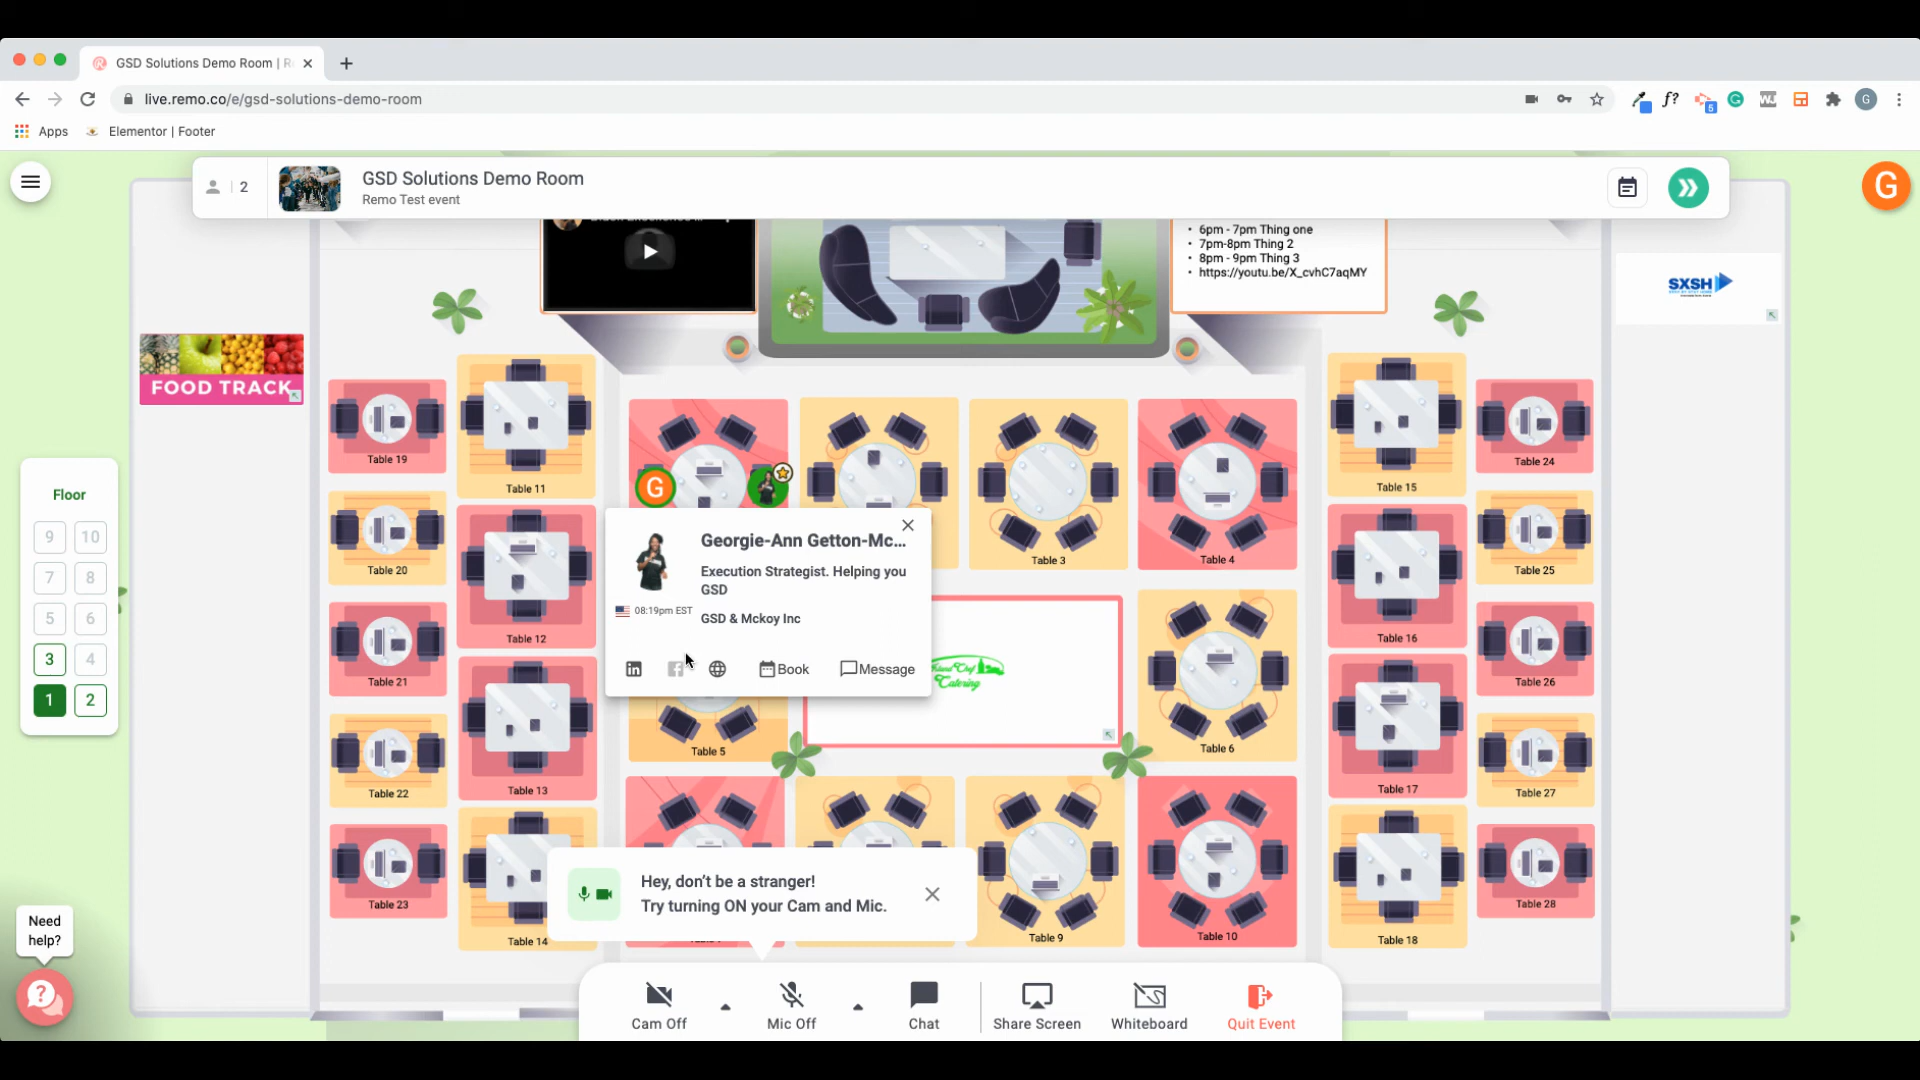 GSD Solutions Demo Room | R
live.remo.co/e/gsd-solutions-demo-room
f?
5
G
Apps
Elementor | Footer
2
GSD Solutions Demo Room
Remo Test event
G
• 6pm - 7pm Thing one
• 7pm-8pm Thing 2
• 8pm - 9pm Thing 3
• https://youtu.be/X_cvhC7aqMY
SXSH
FOOD TRACK
Table 19
Table 11
Table 15
Table 24
G
Table 20
Table 3
Table 4
Table 25
Georgie-Ann Getton-Mc...
Execution Strategist. Helping you
GSD
08:19pm EST
GSD & Mckoy Inc
Book
Message
Floor
9 10
7 8
5 6
3 4
1 2
Table 12
Table 16
Table 21
Table 26
Island Chef
Catering
Table 5
Table 6
Table 13
Table 17
Table 22
Table 27
Hey, don't be a stranger!
Try turning ON your Cam and Mic.
Table 23
Table 14
Table 9
Table 10
Table 18
Table 28
Need
help?
Cam Off
Mic Off
Chat
Share Screen
Whiteboard
Quit Event